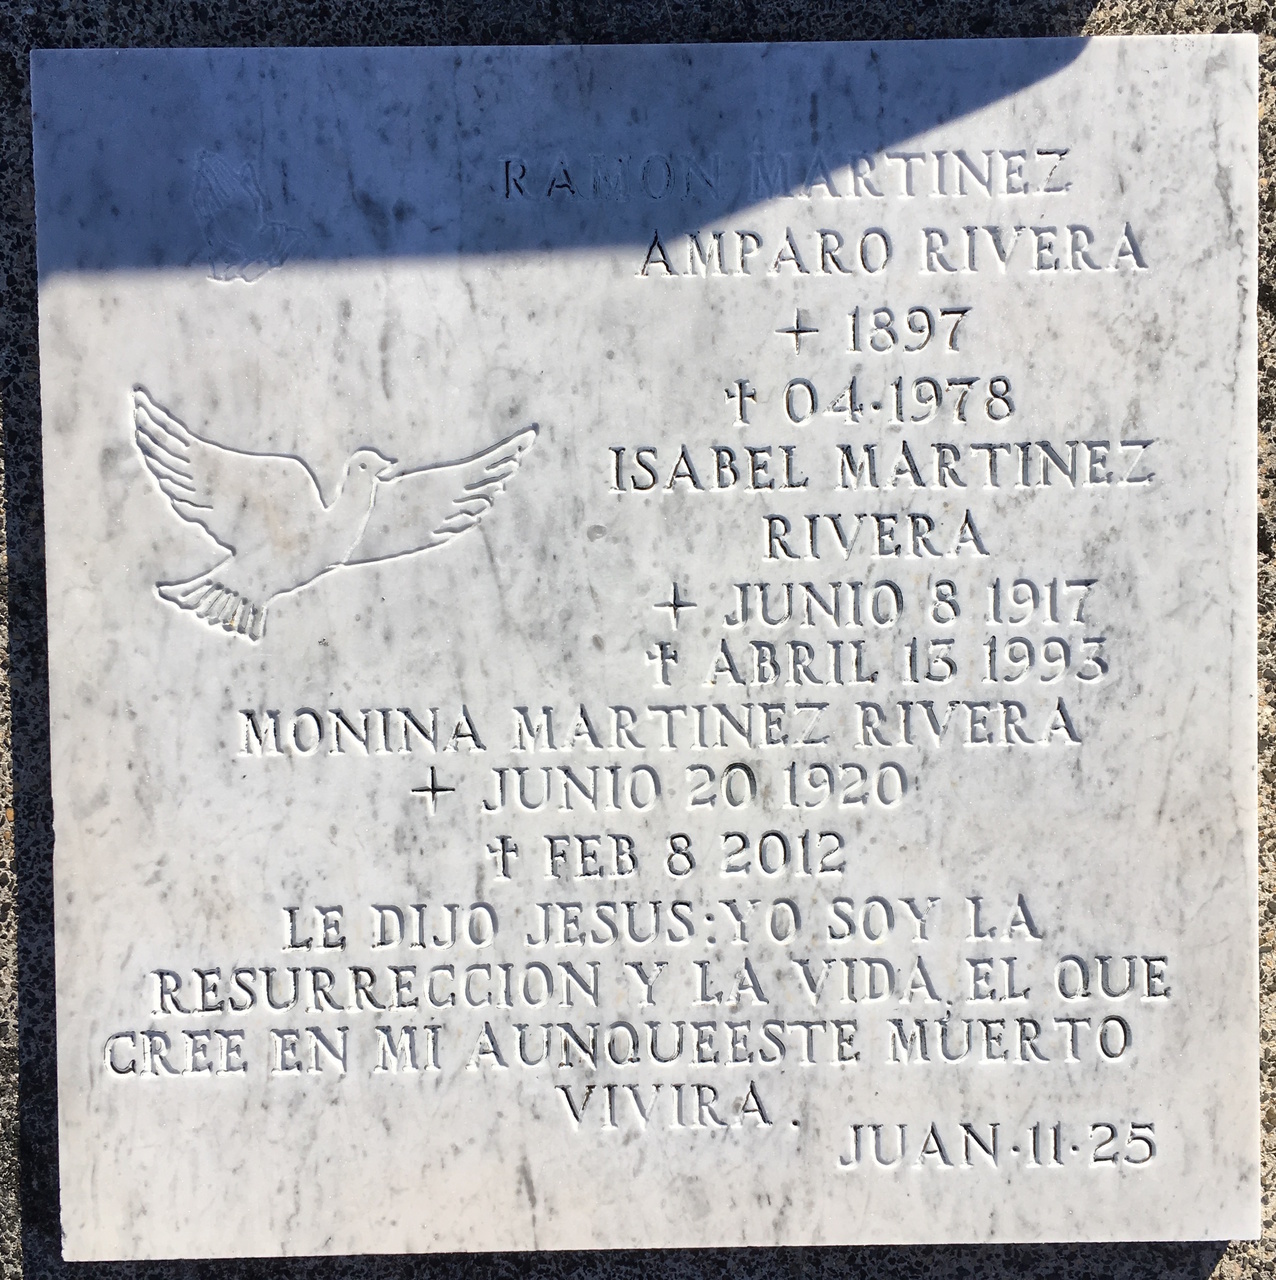 RAMON MARTINEZ
AMPARO RIVERA
+ 1897
✝ 04.1978
ISABEL MARTINEZ
RIVERA
+ JUNIO 8 1917
✝ ABRIL 13 1993
MONINA MARTINEZ RIVERA
+ JUNIO 20 1920
✝ FEB 8 2012
LE DIJO JESUS: YO SOY LA
RESURRECCION Y LA VIDA, EL QUE
CREE EN MI AUNQUEESTE MUERTO
VIVIRA.
JUAN.11.25